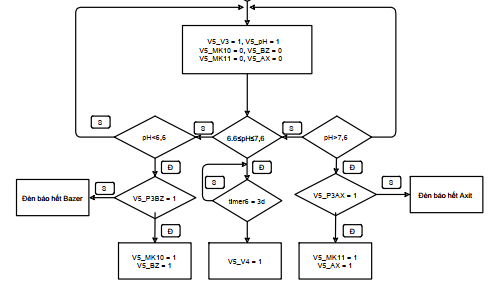 V5_V3 = 1, V5_pH = 1
V5_MK10 = 0, V5_BZ = 0
V5_MK11 = 0, V5_AX = 0
S
pH<6,6
S
6.6≤pH≤7,6
S
pH>7,6
Đ
Đ
Đ
Đèn báo hết Bazer
S
V5_P3BZ = 1
S
timer6 = 3d
V5_P3AX = 1
S
Đèn báo hết Axit
Đ
Đ
V5_MK10 = 1
V5_BZ = 1
V5_V4 = 1
V5_MK11 = 1
V5_AX = 1